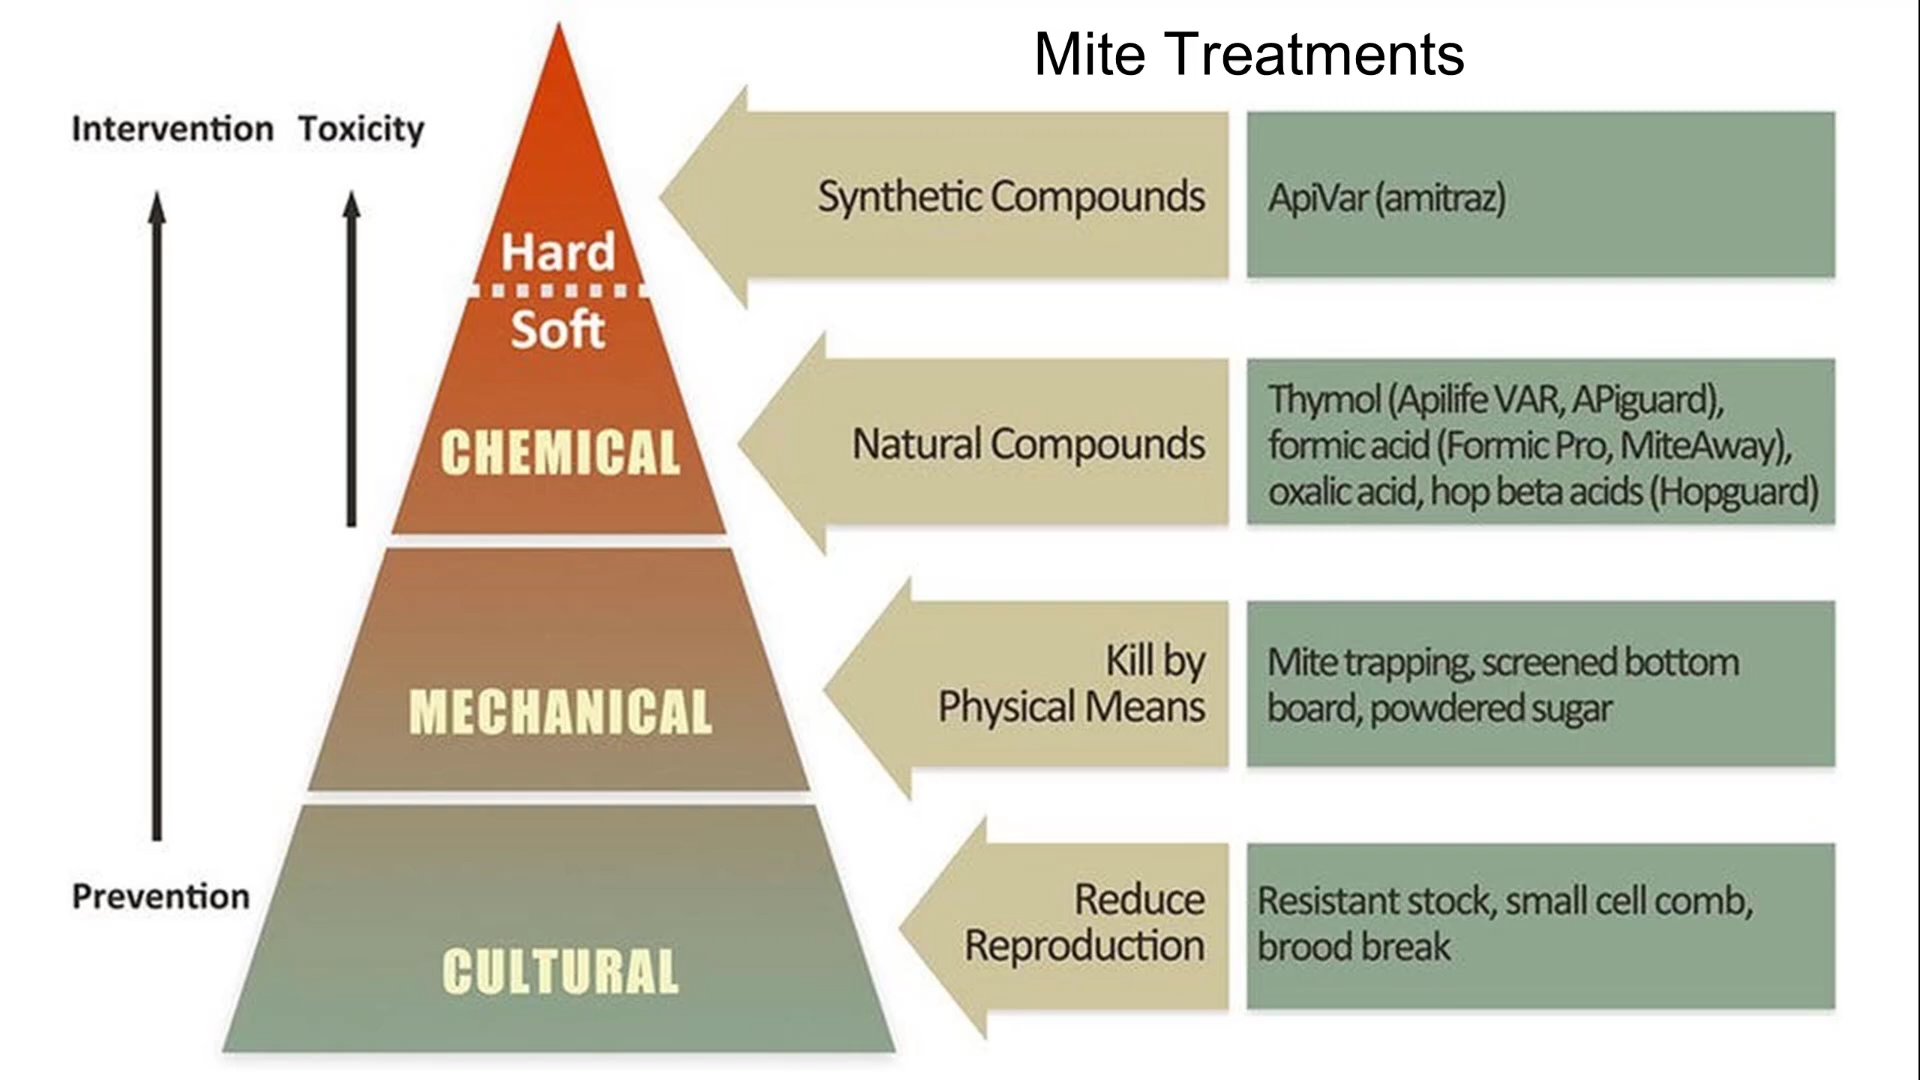 Mite Treatments
Intervention
Toxicity
Prevention
Hard
Soft
CHEMICAL
MECHANICAL
CULTURAL
Synthetic Compounds
ApiVar (amitraz)
Natural Compounds
Thymol (Apilife VAR, APiguard),
formic acid (Formic Pro, MiteAway),
oxalic acid, hop beta acids (Hopguard)
Kill by
Physical Means
Mite trapping, screened bottom
board, powdered sugar
Reduce
Reproduction
Resistant stock, small cell comb,
brood break